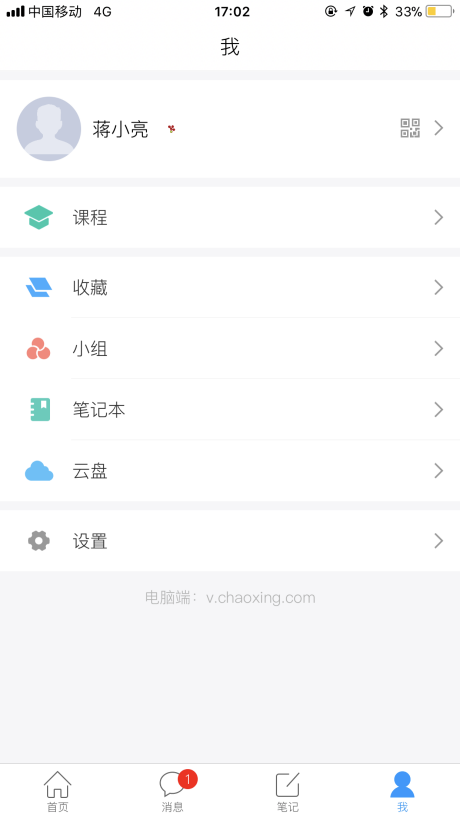 中国移动 4G 17:02 33%
我
蒋小亮
课程
收藏
小组
笔记本
云盘
设置
电脑端：v.chaoxing.com
1
首页 消息 笔记 我